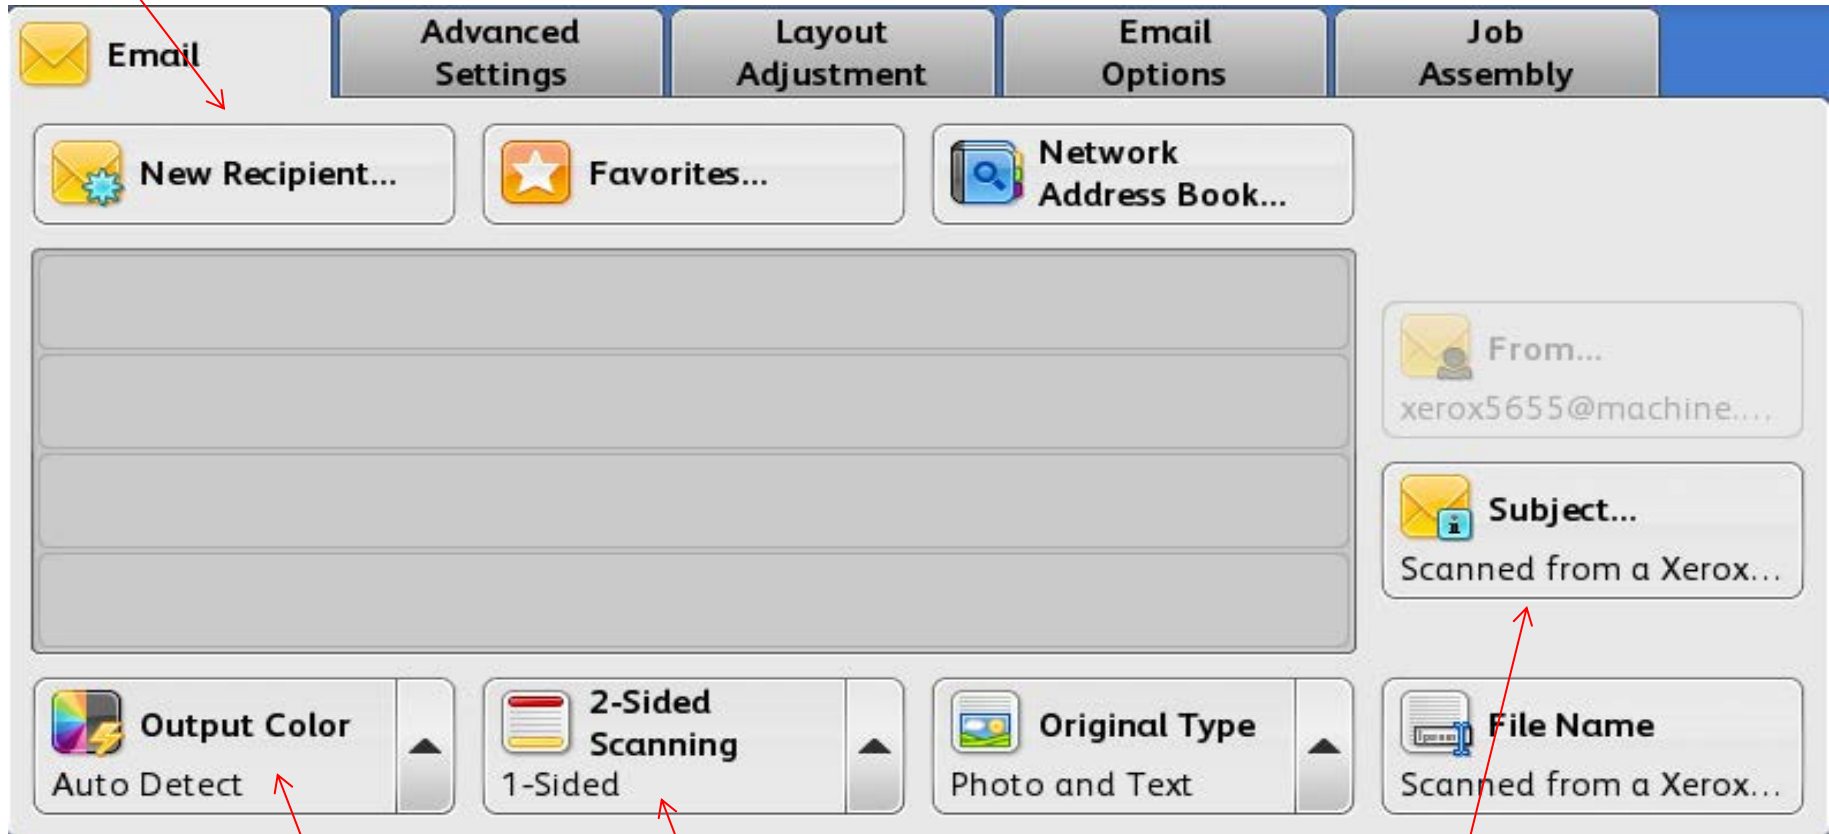 Email
Advanced
Settings
Layout
Adjustment
Email
Options
Job
Assembly
New Recipient...
Favorites...
Network
Address Book...
From...
xerox5655@machine....
Subject...
Scanned from a Xerox...
Output Color
Auto Detect
2-Sided
Scanning
1-Sided
Original Type
Photo and Text
File Name
Scanned from a Xerox...